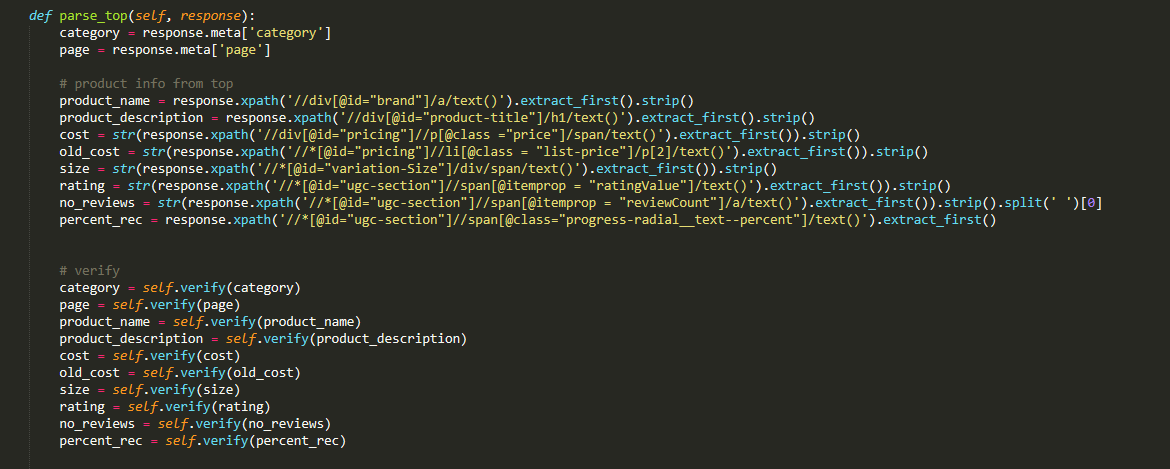 def parse_top(self, response):
category = response.meta['category']
page = response.meta['page']
# product info from top
product_name = response.xpath('//div[@id="brand"]/a/text()').extract_first().strip()
product_description = response.xpath('//div[@id="product-title"]/h1/text()').extract_first().strip()
cost = str(response.xpath('//div[@id="pricing"]//p[@class ="price"]/span/text()').extract_first()).strip()
old_cost = str(response.xpath('//*[@id="pricing"]//li[@class = "list-price"]/p[2]/text()').extract_first()).strip()
size = str(response.xpath('//*[@id="variation-Size"]/div/span/text()').extract_first()).strip()
rating = str(response.xpath('//*[@id="ugc-section"]//span[@itemprop = "ratingValue"]/text()').extract_first()).strip()
no_reviews = str(response.xpath('//*[@id="ugc-section"]//span[@itemprop = "reviewCount"]/a/text()').extract_first()).strip().split(' ')[0]
percent_rec = response.xpath('//*[@id="ugc-section"]//span[@class="progress-radial__text--percent"]/text()').extract_first()
# verify
category = self.verify(category)
page = self.verify(page)
product_name = self.verify(product_name)
product_description = self.verify(product_description)
cost = self.verify(cost)
old_cost = self.verify(old_cost)
size = self.verify(size)
rating = self.verify(rating)
no_reviews = self.verify(no_reviews)
percent_rec = self.verify(percent_rec)